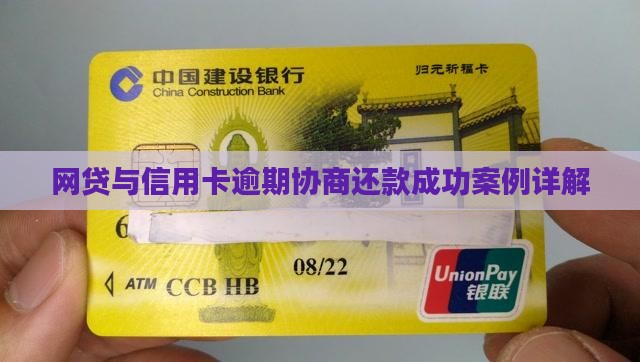 中国建设银行
China Construction Bank
归元祈福卡
网贷与信用卡逾期协商还款成功案例详解
6
08/22
ATM CCB HB
UnionPay
银联